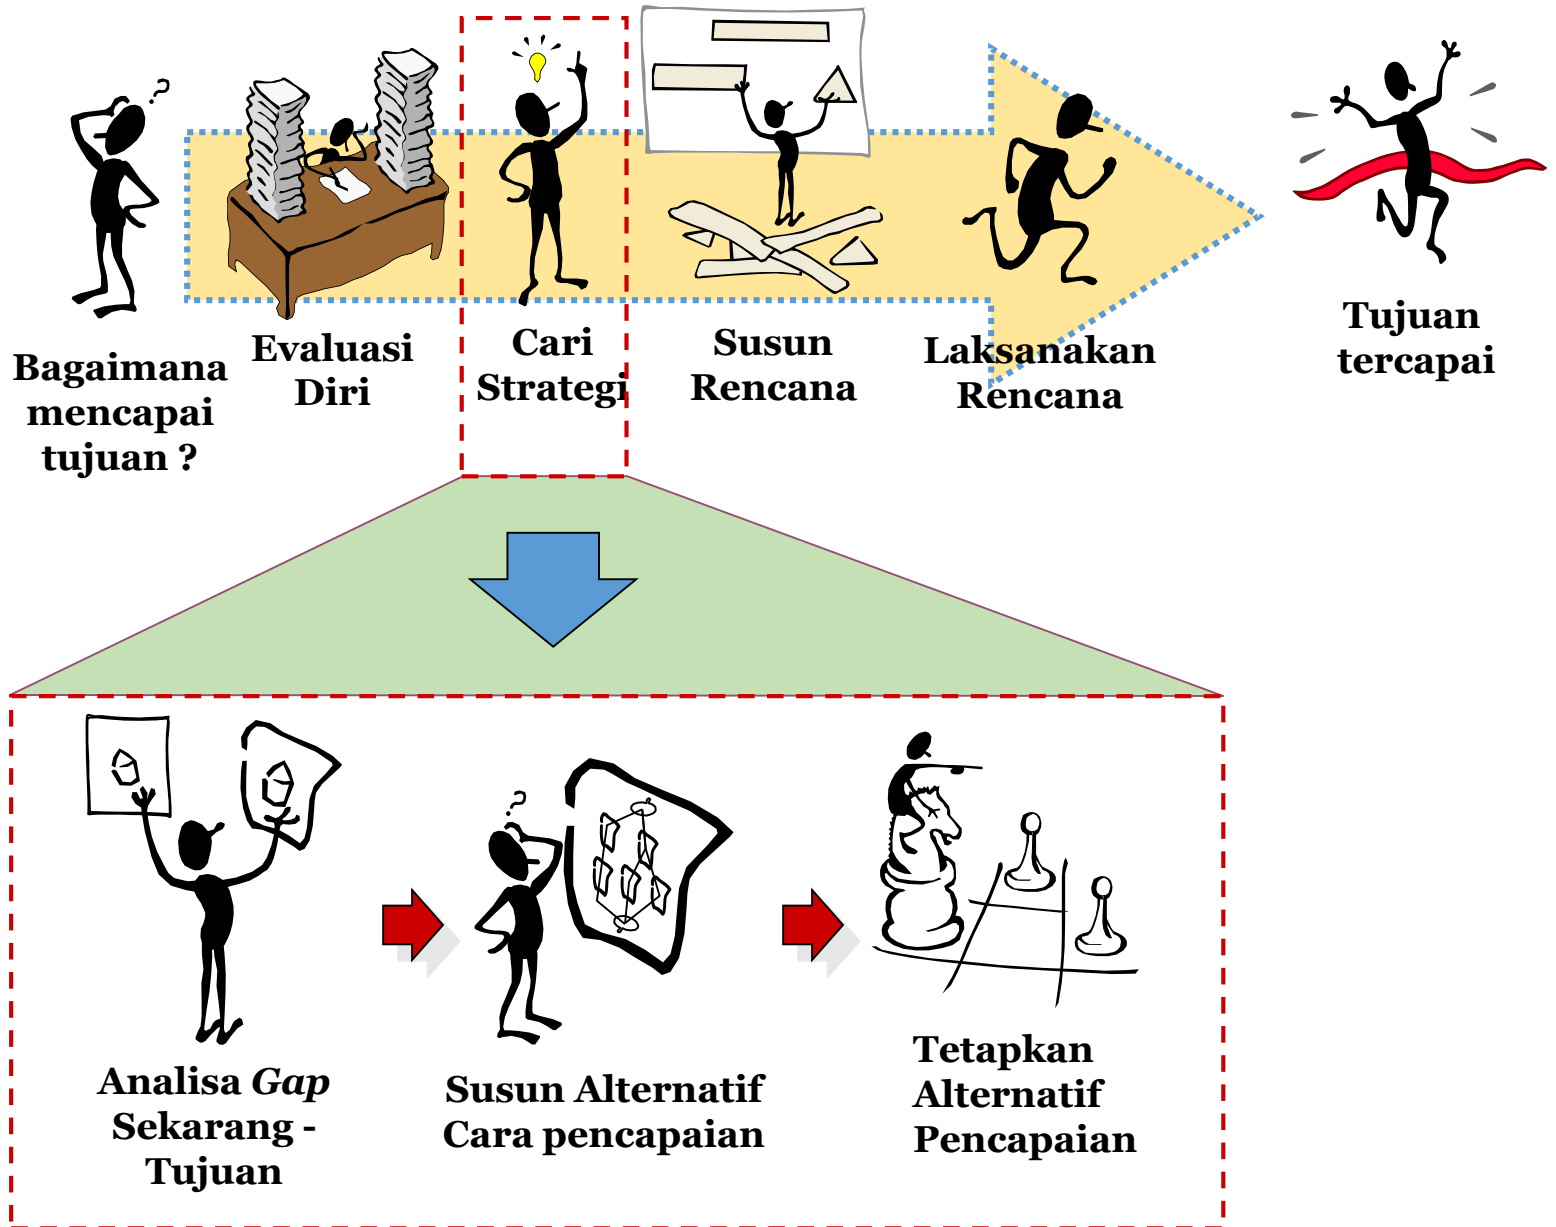 Bagaimana
mencapai
tujuan ?
Evaluasi
Diri
Cari
Strategi
Susun
Rencana
Laksanakan
Rencana
Tujuan
tercapai
?
?
Analisa Gap
Sekarang -
Tujuan
Susun Alternatif
Cara pencapaian
Tetapkan
Alternatif
Pencapaian